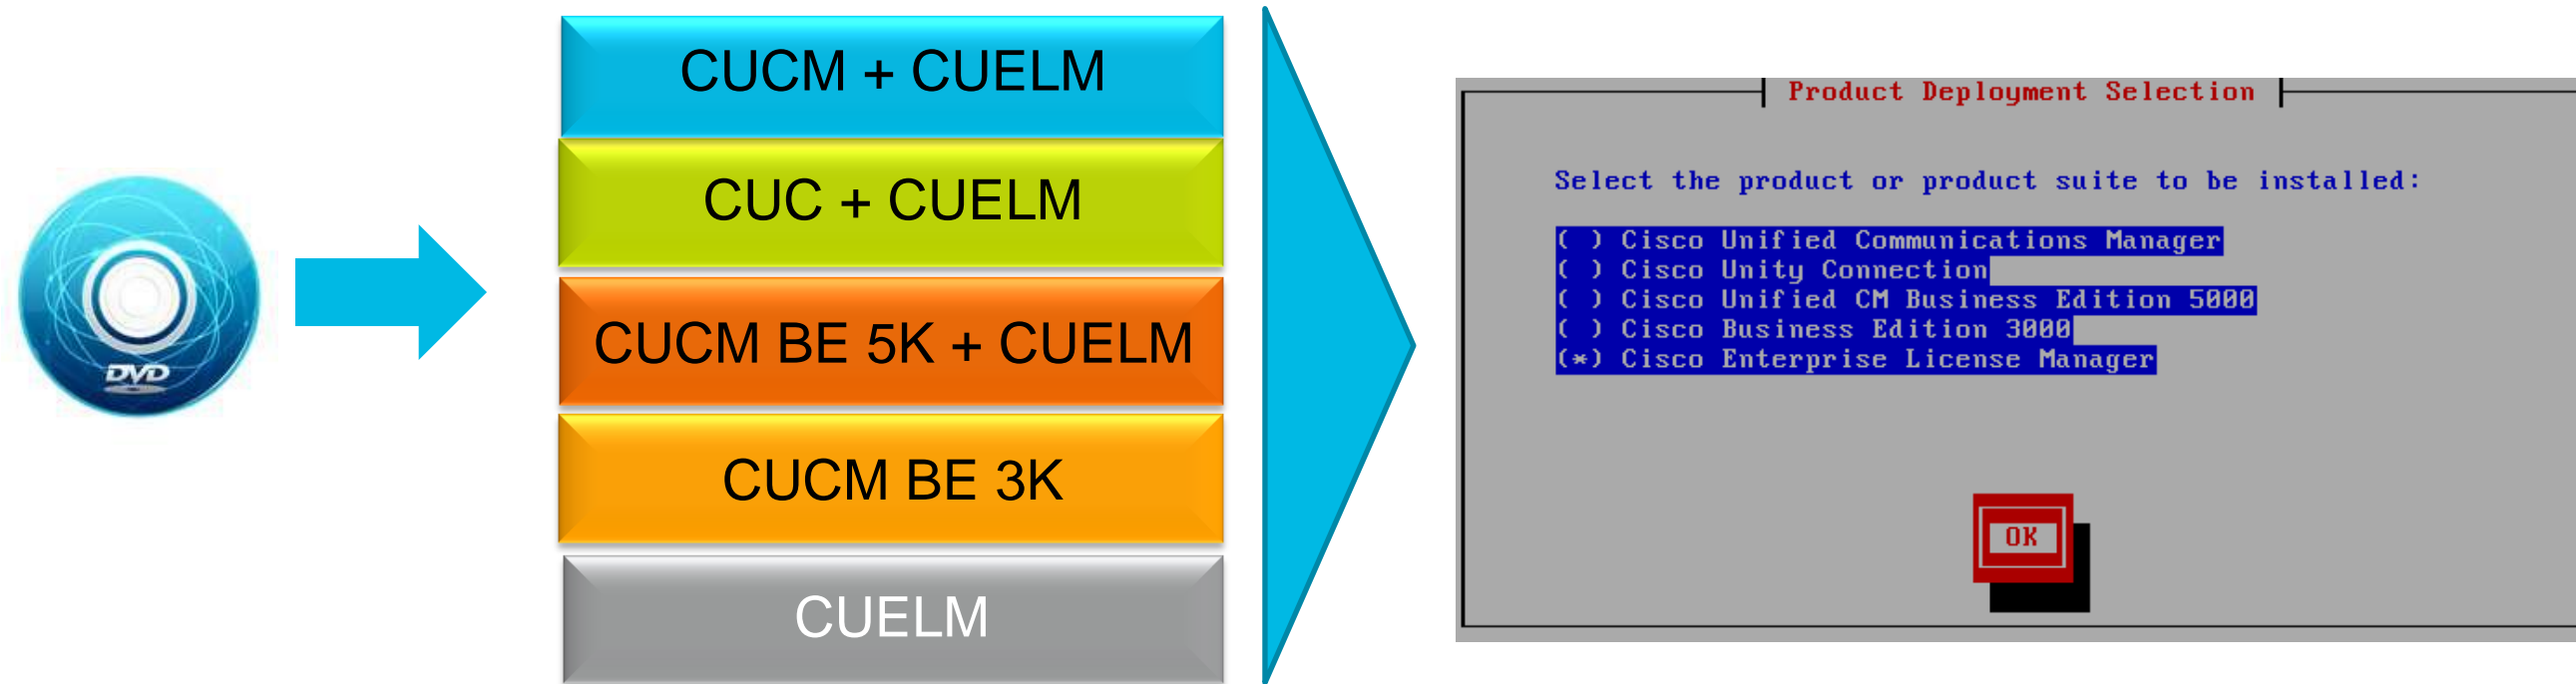 DVD
CUCM + CUELM
CUC + CUELM
CUCM BE 5K + CUELM
CUCM BE 3K
CUELM
Product Deployment Selection
Select the product or product suite to be installed:
( ) Cisco Unified Communications Manager
( ) Cisco Unity Connection
( ) Cisco Unified CM Business Edition 5000
( ) Cisco Business Edition 3000
(*) Cisco Enterprise License Manager
OK